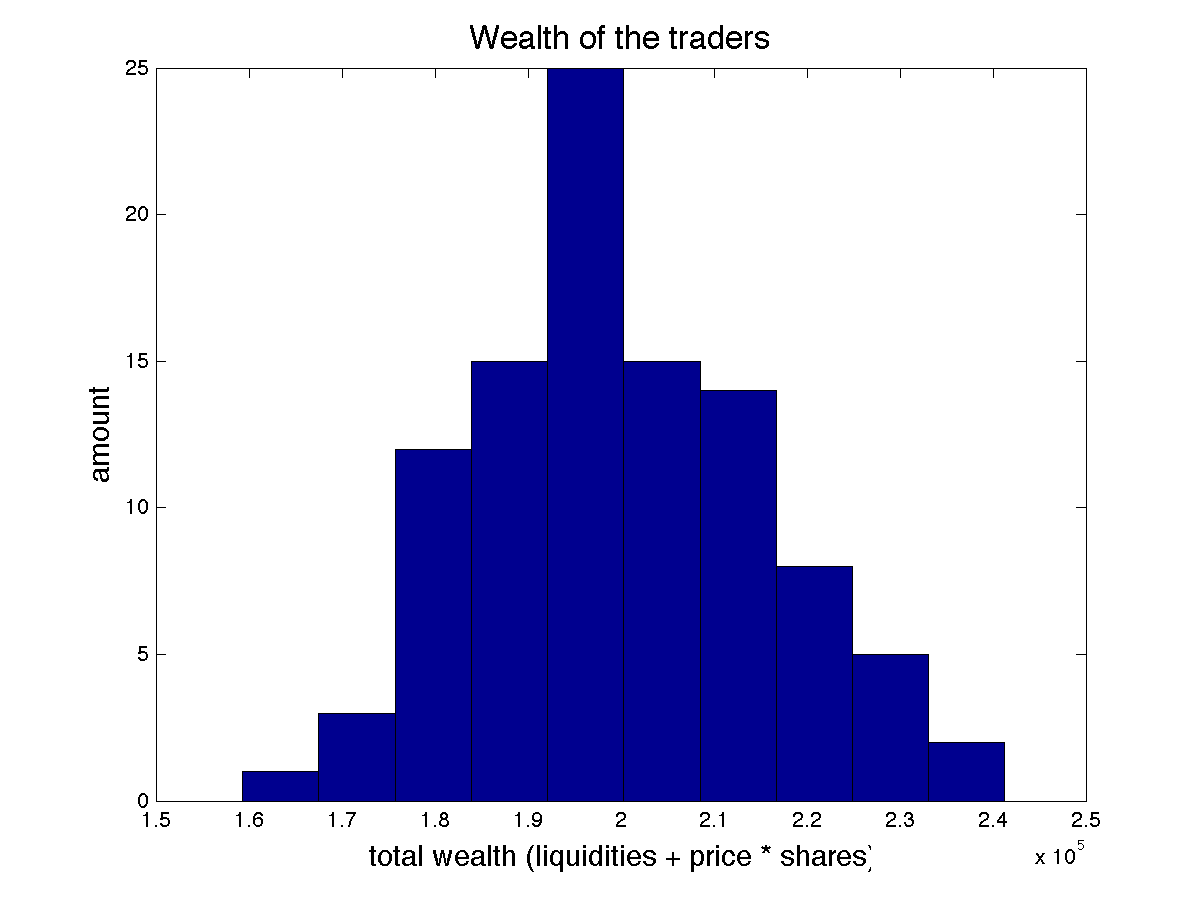 Wealth of the traders
25
20
15
10
5
0
amount
1.5 1.6 1.7 1.8 1.9 2 2.1 2.2 2.3 2.4 2.5
total wealth (liquidities + price * shares)
x 10^5